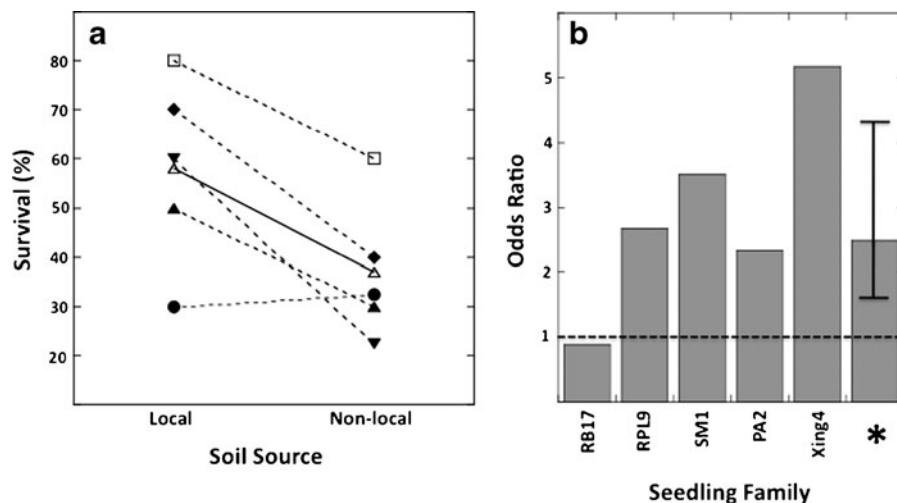 a
Survival (%)
80
70
60
50
40
30
20
Local Non-local
Soil Source
b
Odds Ratio
5
4
3
2
1
RB17
RPL9
SM1
PA2
Xing4
*
Seedling Family